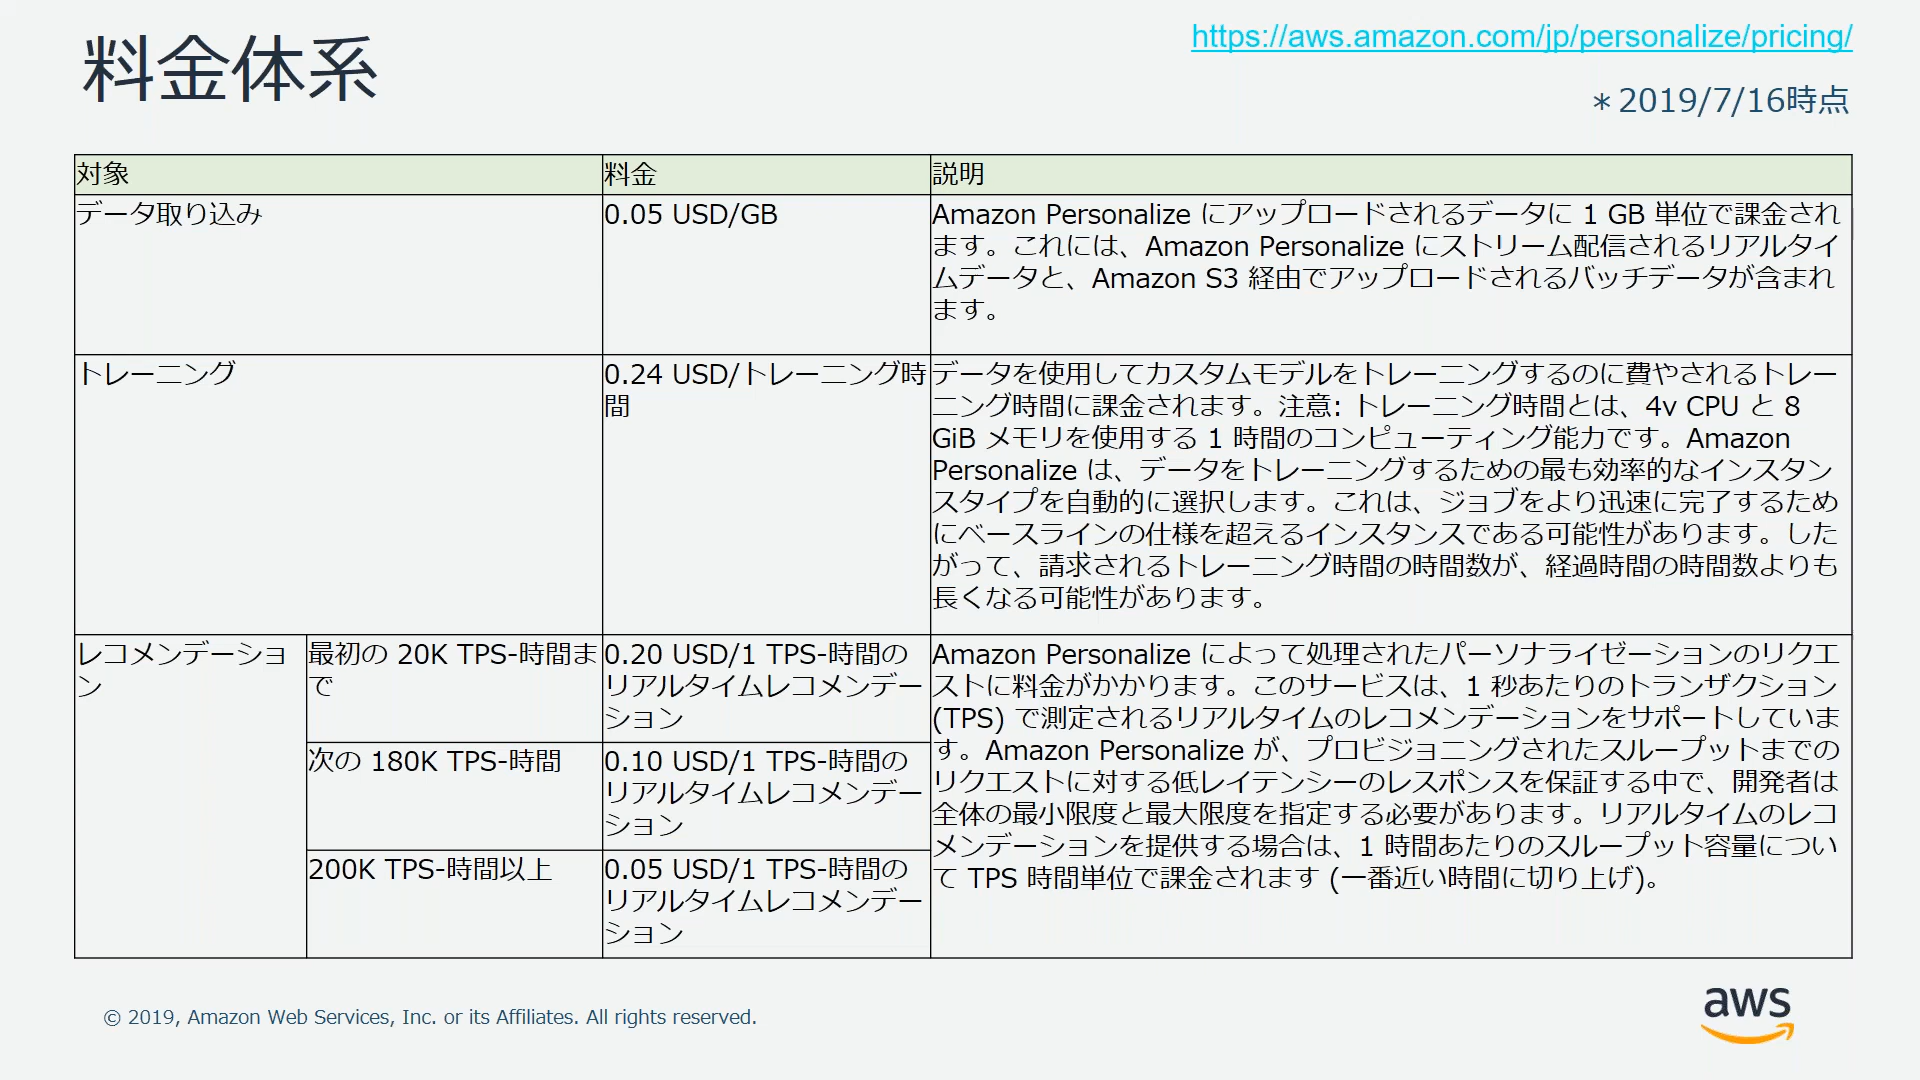 料金体系
https://aws.amazon.com/jp/personalize/pricing/
＊2019/7/16時点
対象
料金
説明
データ取り込み
0.05 USD/GB
Amazon Personalize にアップロードされるデータに 1 GB 単位で課金され
ます。これには、Amazon Personalize にストリーム配信されるリアルタイ
ムデータと、Amazon S3 経由でアップロードされるバッチデータが含まれ
ます。
トレーニング
0.24 USD/トレーニング時
間
データを使用してカスタムモデルをトレーニングするのに費やされるトレー
ニング時間に課金されます。注意: トレーニング時間とは、4v CPU と 8
GiB メモリを使用する 1 時間のコンピューティング能力です。Amazon
Personalize は、データをトレーニングするための最も効率的なインスタン
スタイプを自動的に選択します。これは、ジョブをより迅速に完了するため
にベースラインの仕様を超えるインスタンスである可能性があります。した
がって、請求されるトレーニング時間の時間数が、経過時間の時間数よりも
長くなる可能性があります。
レコメンデーショ
ン
最初の 20K TPS-時間ま
で
0.20 USD/1 TPS-時間の
リアルタイムレコメンデー
ション
次の 180K TPS-時間
0.10 USD/1 TPS-時間の
リアルタイムレコメンデー
ション
200K TPS-時間以上
0.05 USD/1 TPS-時間の
リアルタイムレコメンデー
ション
Amazon Personalize によって処理されたパーソナライゼーションのリクエ
ストに料金がかかります。このサービスは、1 秒あたりのトランザクション
(TPS) で測定されるリアルタイムのレコメンデーションをサポートしていま
す。Amazon Personalize が、プロビジョニングされたスループットまでの
リクエストに対する低レイテンシーのレスポンスを保証する中で、開発者は
全体の最小限度と最大限度を指定する必要があります。リアルタイムのレコ
メンデーションを提供する場合は、1 時間あたりのスループット容量につい
て TPS 時間単位で課金されます (一番近い時間に切り上げ)。
© 2019, Amazon Web Services, Inc. or its Affiliates. All rights reserved.
aws